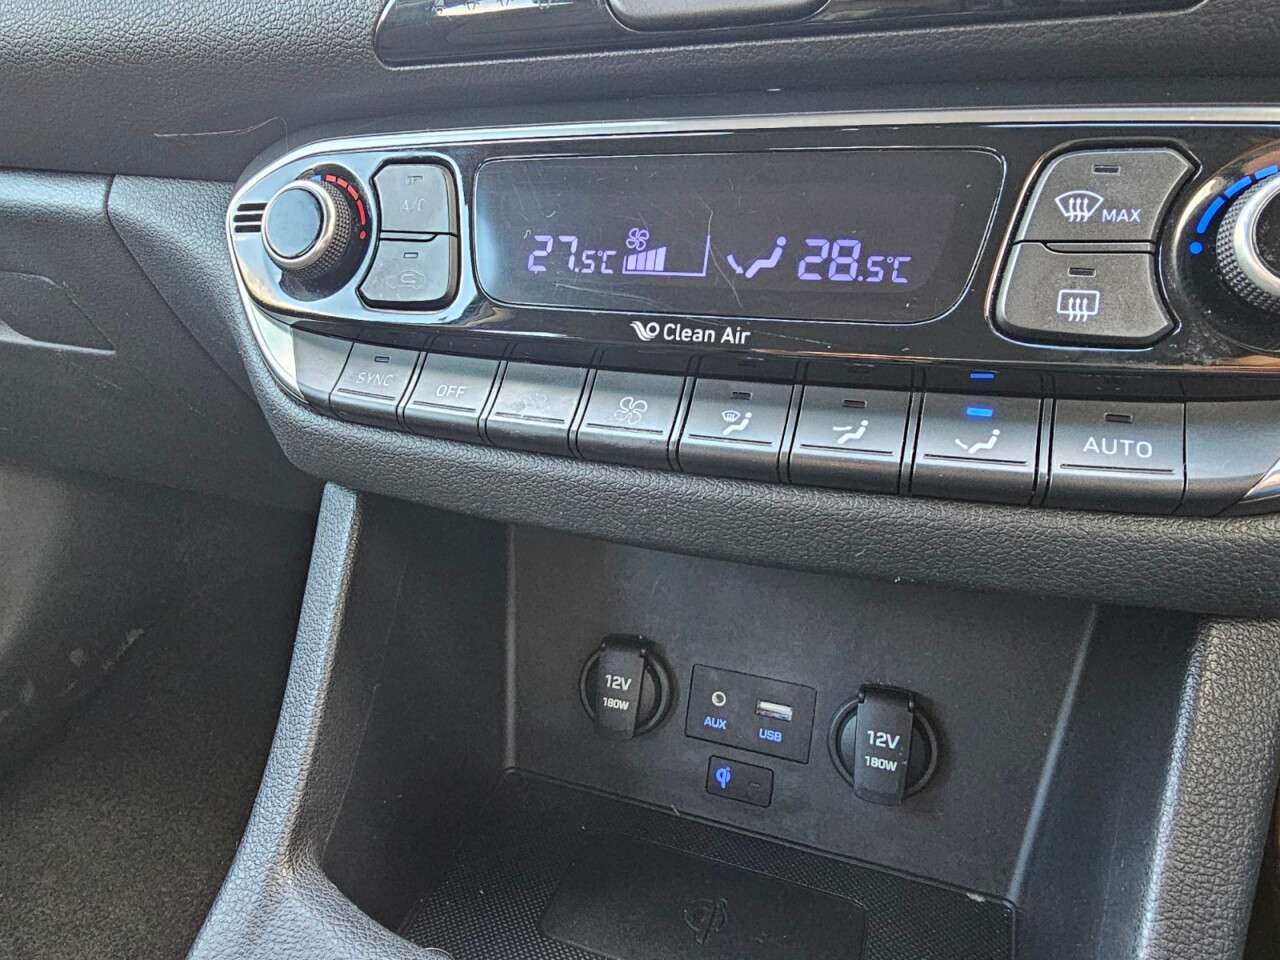 A/C
27.5°C
28.5°C
MAX
Clean Air
SYNC
OFF
AUTO
12V
180W
AUX
USB
12V
180W